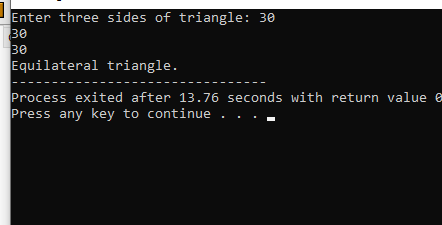 Enter three sides of triangle: 30
30
30
Equilateral triangle.
--------------------------------
Process exited after 13.76 seconds with return value 0
Press any key to continue . . .